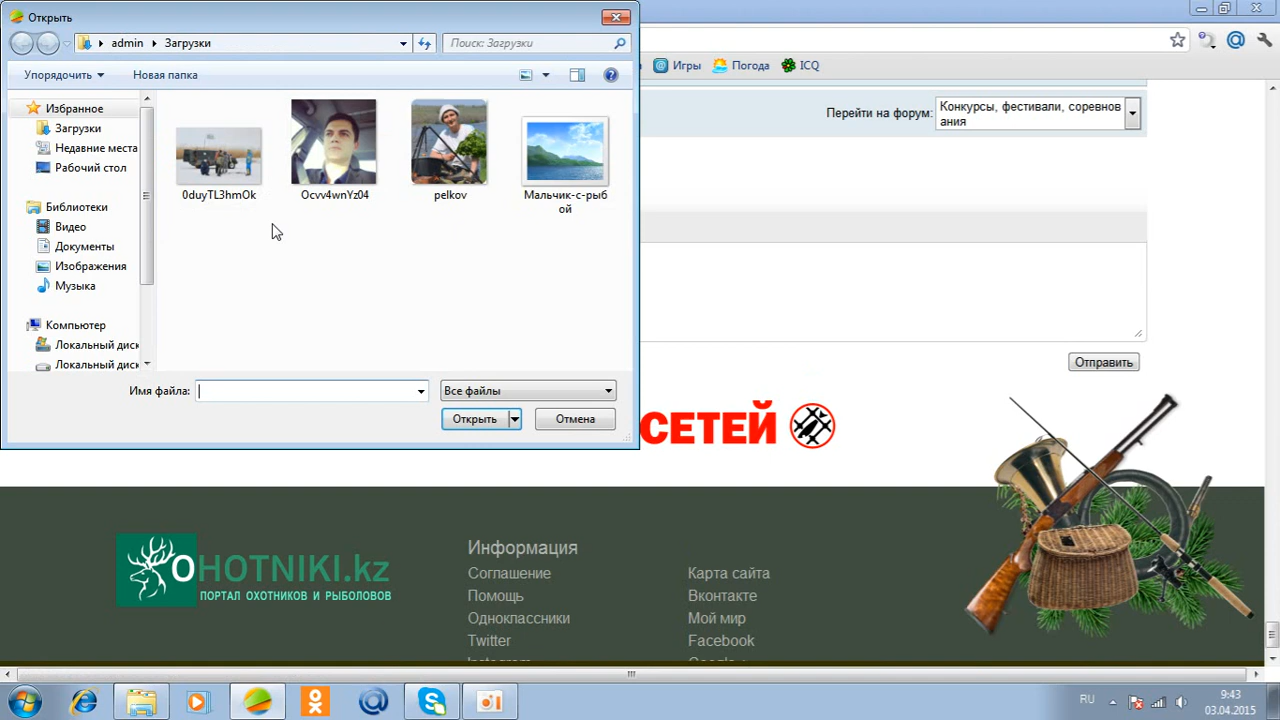 Открыть
admin
Загрузки
Поиск: Загрузки
Упорядочить
Новая папка
Избранное
Загрузки
Недавние места
Рабочий стол
Библиотеки
Видео
Документы
Изображения
Музыка
Компьютер
Локальный диск
Локальный диск
0duyTL3hmOk
Ocvv4wnYz04
pelkov
Мальчик-с-рыб
ой
Имя файла:
Все файлы
Открыть
Отмена
Игры
Погода
ICQ
Перейти на форум:
Конкурсы, фестивали, соревнов
ания
Отправить
СЕТЕЙ
OHOTNIKI.kz
ПОРТАЛ ОХОТНИКОВ И РЫБОЛОВОВ
Информация
Соглашение
Помощь
Одноклассники
Twitter
Карта сайта
Вконтакте
Мой мир
Facebook
RU
9:43
03.04.2015